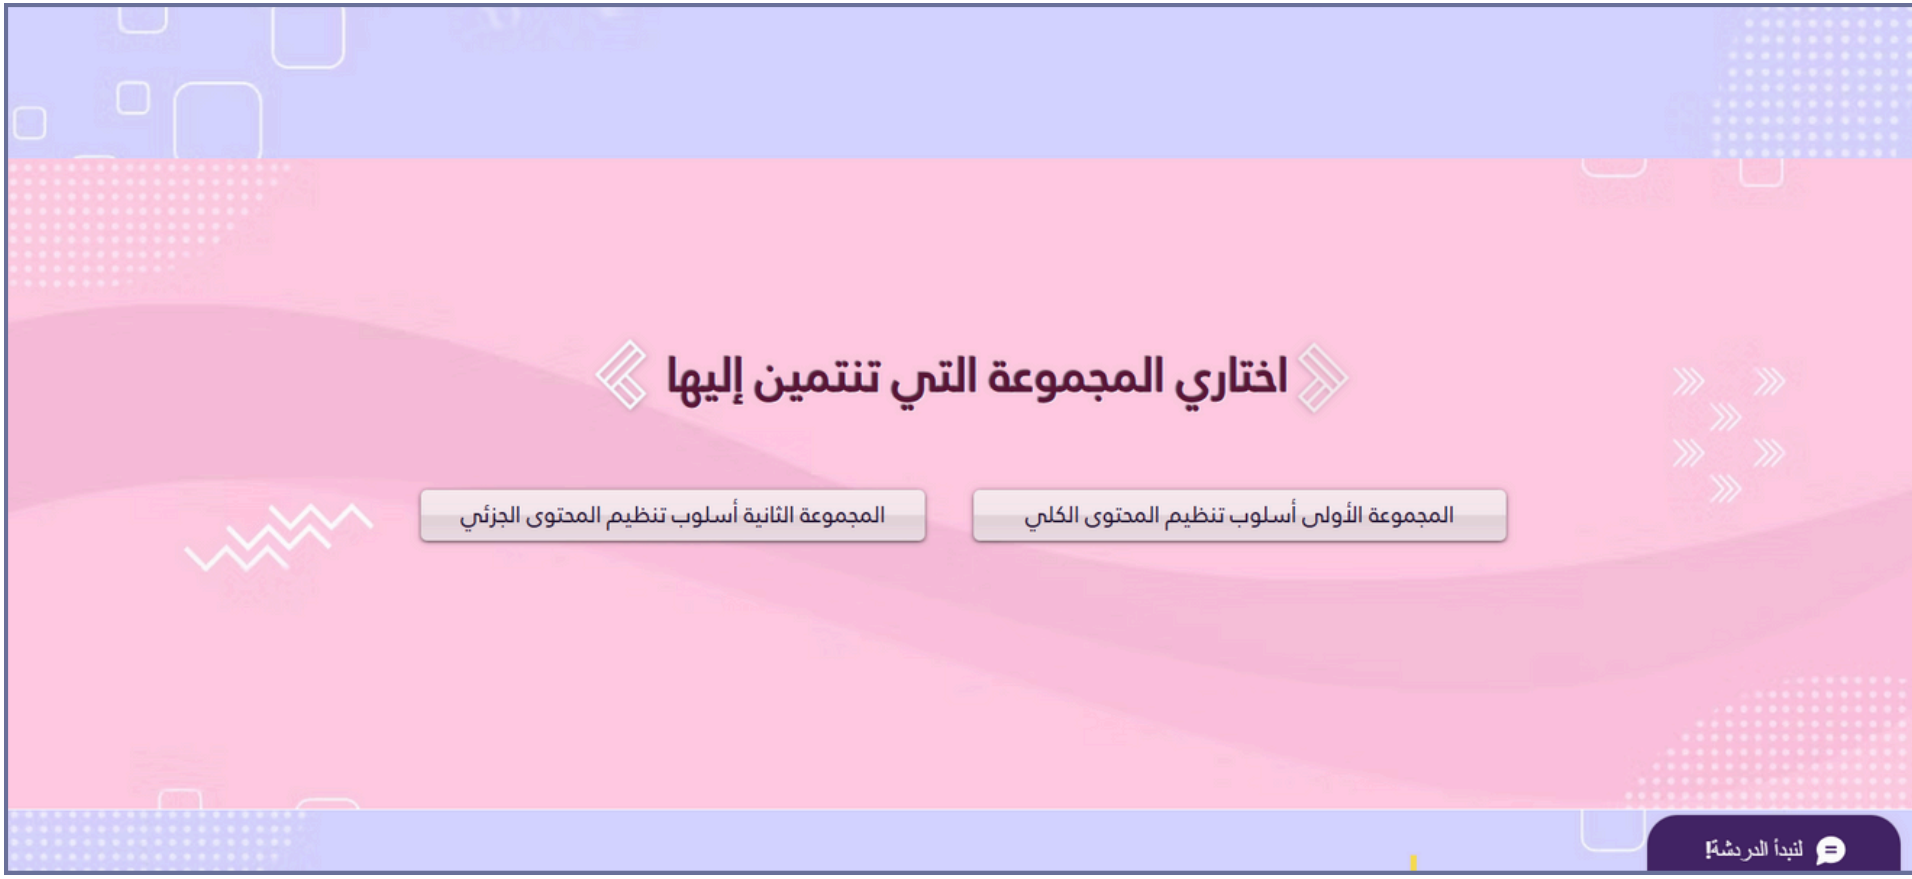 اختاري المجموعة التي تنتمين إليها
المجموعة الأولى أسلوب تنظيم المحتوى الكلي
المجموعة الثانية أسلوب تنظيم المحتوى الجزئي
لنبدأ الدردشة!